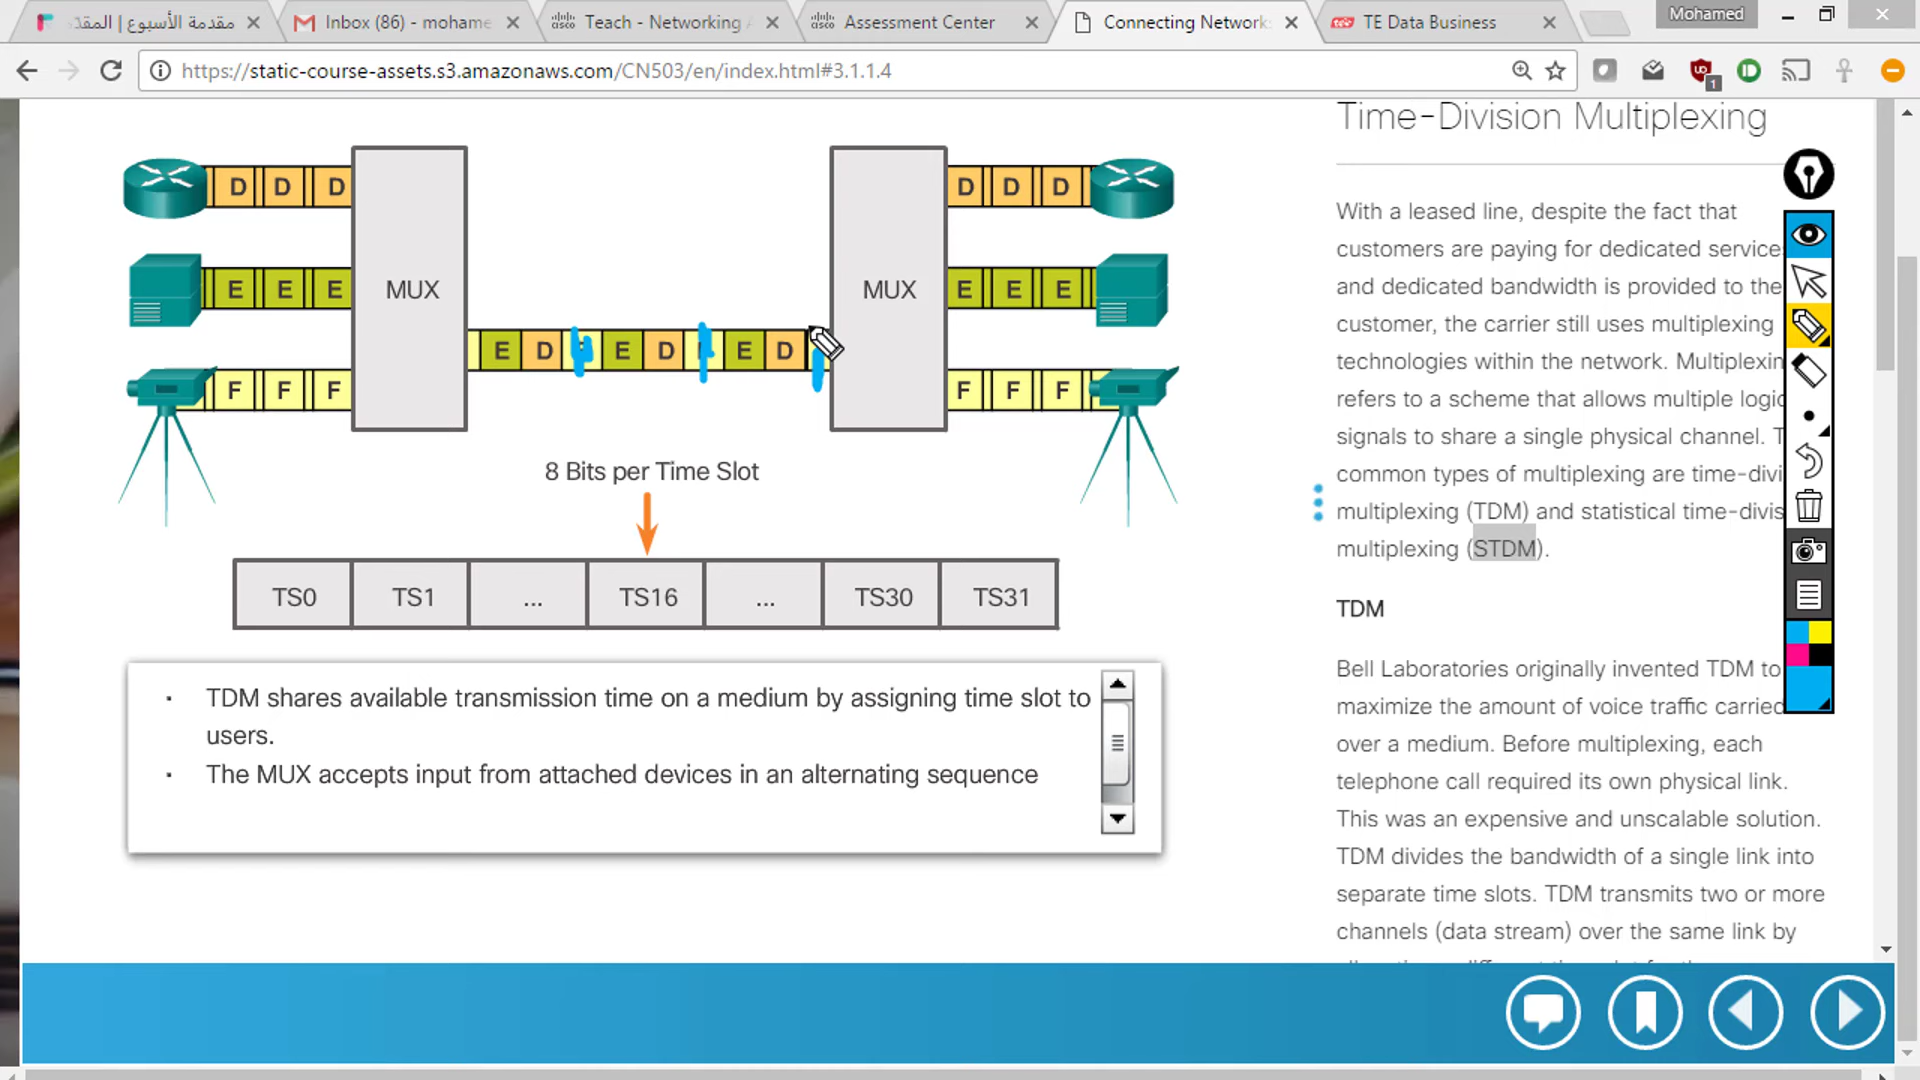 مقدمة الأسبوع | المقدّ
Inbox (86) - mohame
Teach - Networking
Assessment Center
Connecting Network
TE Data Business
Mohamed
https://static-course-assets.s3.amazonaws.com/CN503/en/index.html#3.1.1.4
1
D D D
MUX
MUX
D D D
E E E
E E E
E D E D E D
F F F
F F F
8 Bits per Time Slot
TS0 TS1 ... TS16 ... TS30 TS31
· TDM shares available transmission time on a medium by assigning time slot to
users.
· The MUX accepts input from attached devices in an alternating sequence
Time-Division Multiplexing
With a leased line, despite the fact that
customers are paying for dedicated service
and dedicated bandwidth is provided to the
customer, the carrier still uses multiplexing
technologies within the network. Multiplexin
refers to a scheme that allows multiple logic
signals to share a single physical channel. T
common types of multiplexing are time-divi
multiplexing (TDM) and statistical time-divis
multiplexing (STDM).
TDM
Bell Laboratories originally invented TDM to
maximize the amount of voice traffic carried
over a medium. Before multiplexing, each
telephone call required its own physical link.
This was an expensive and unscalable solution.
TDM divides the bandwidth of a single link into
separate time slots. TDM transmits two or more
channels (data stream) over the same link by